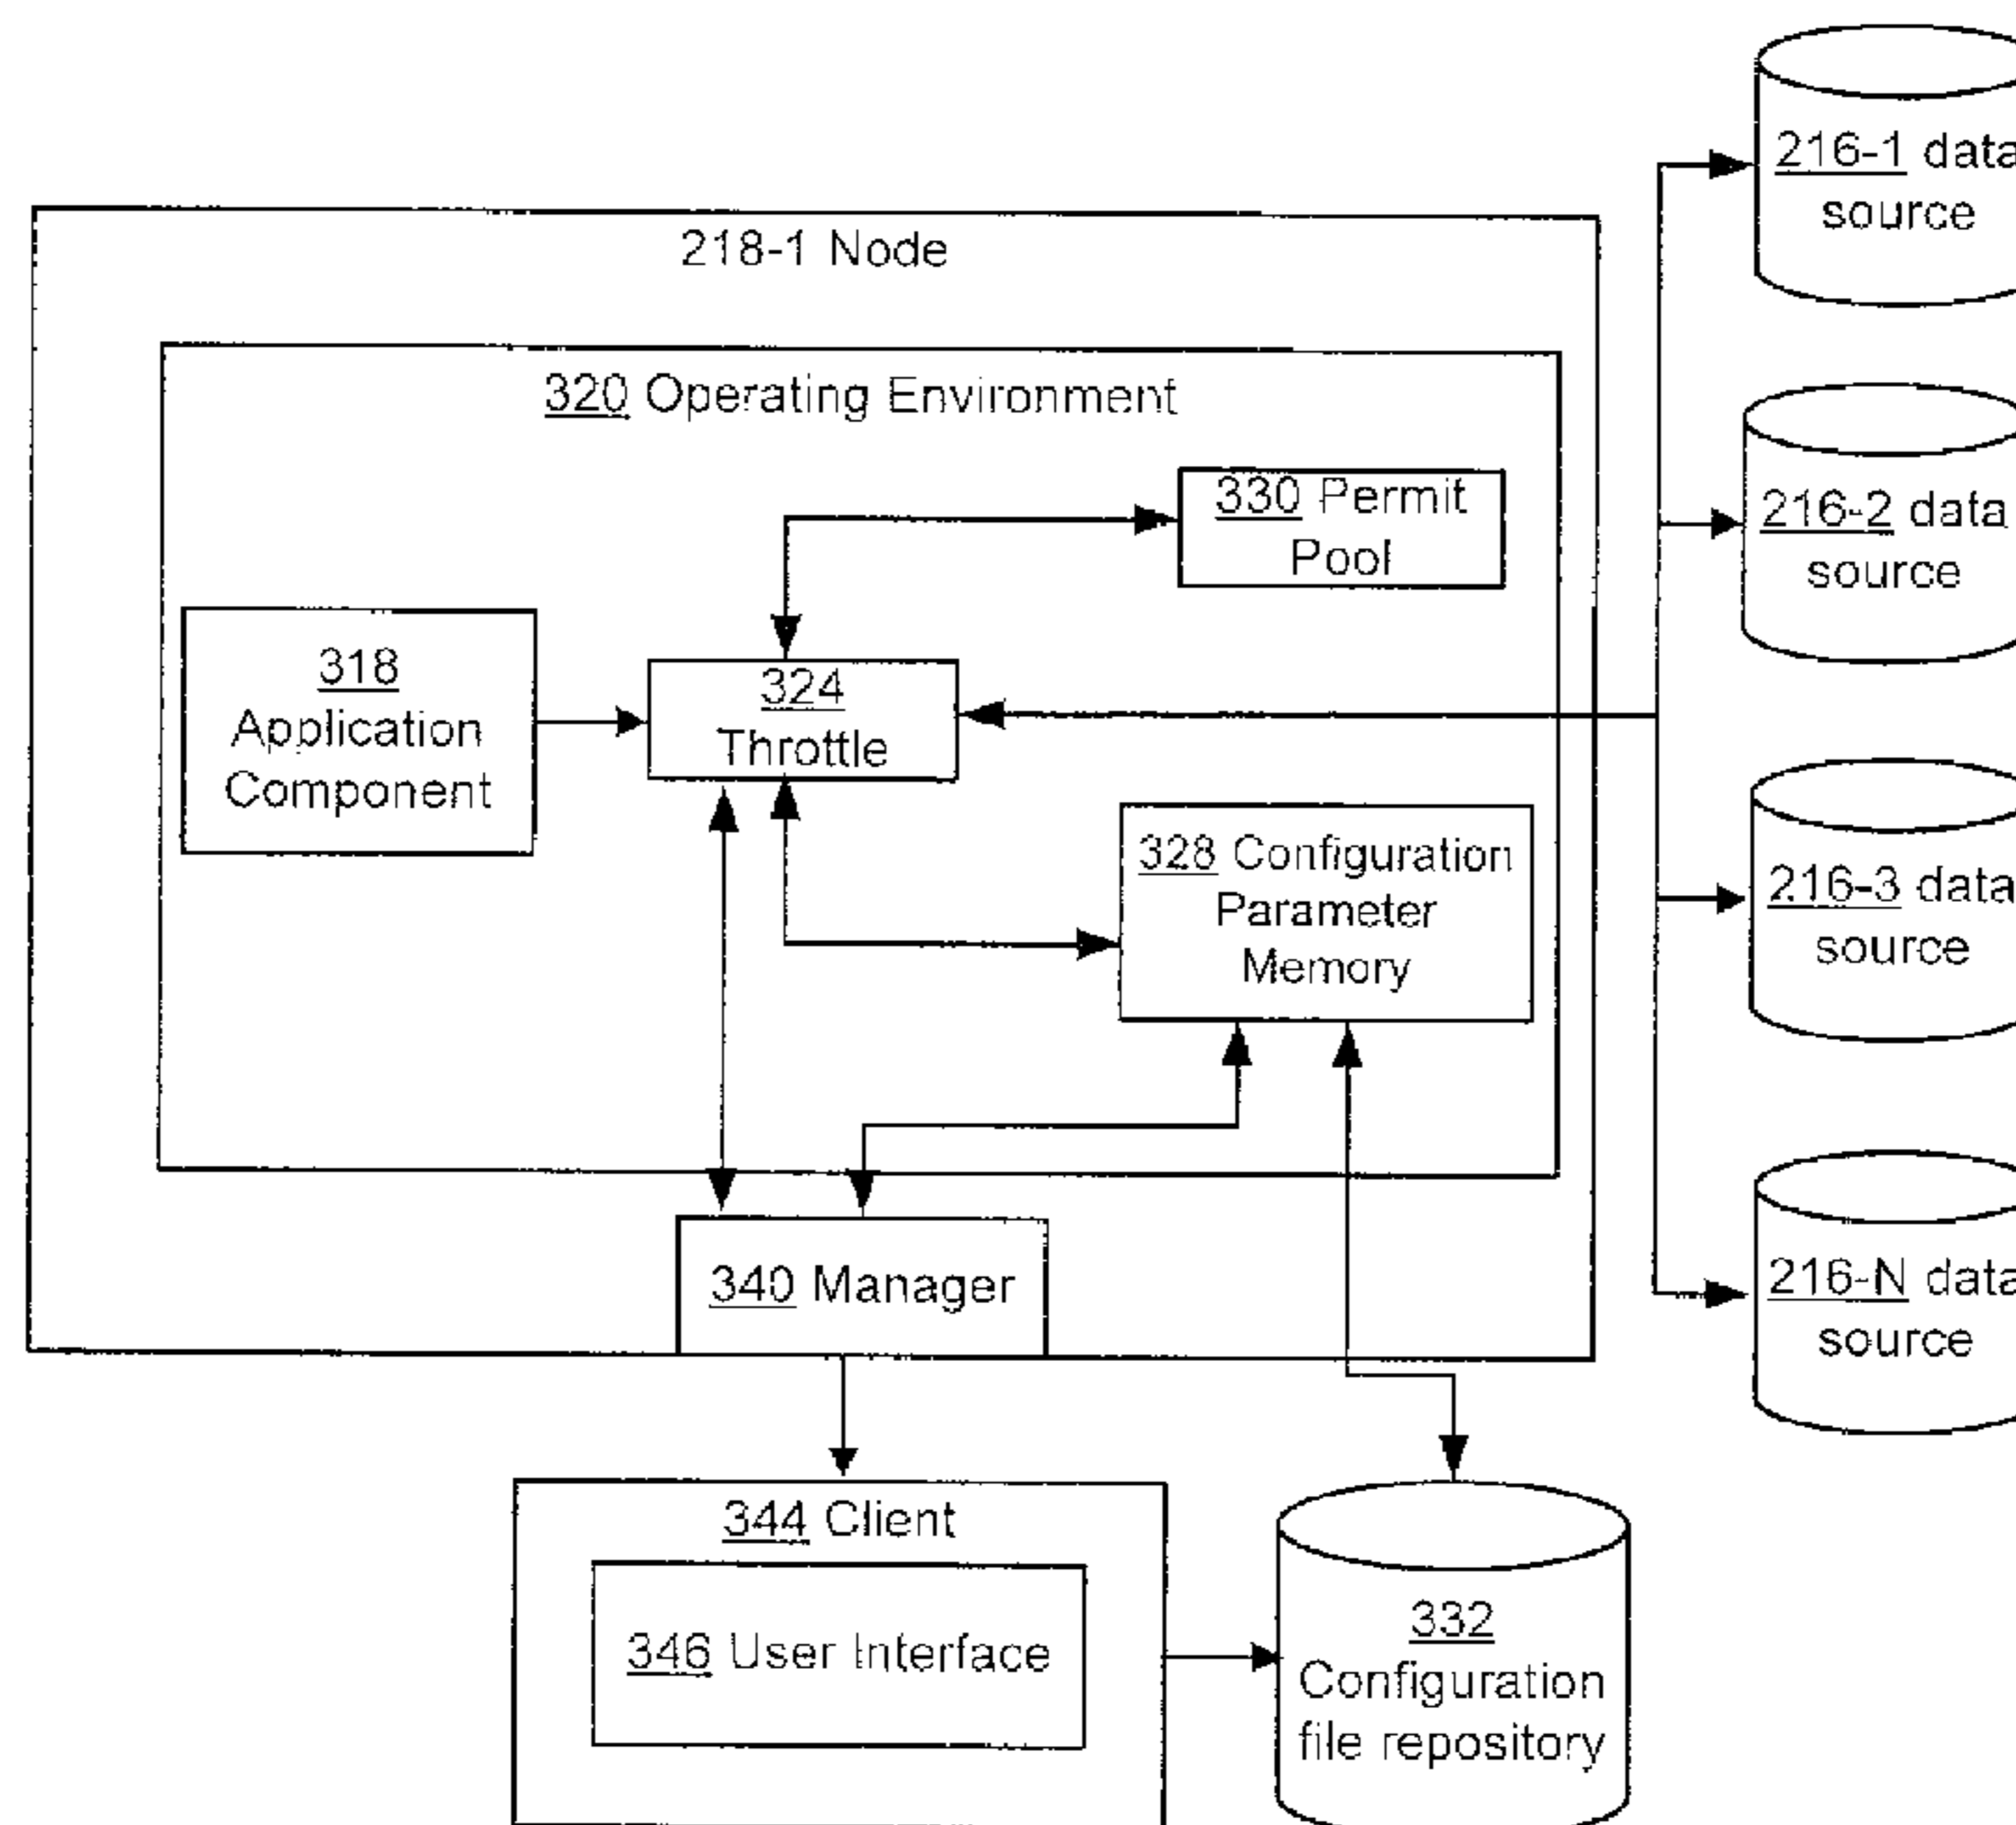 218-1 Node
320 Operating Environment
330 Permit
Pool
318
Application
Component
324
Throttle
328 Configuration
Parameter
Memory
340 Manager
344 Client
346 User Interface
332
Configuration
file repository
216-1 data
source
216-2 data
source
216-3 data
source
216-N data
source